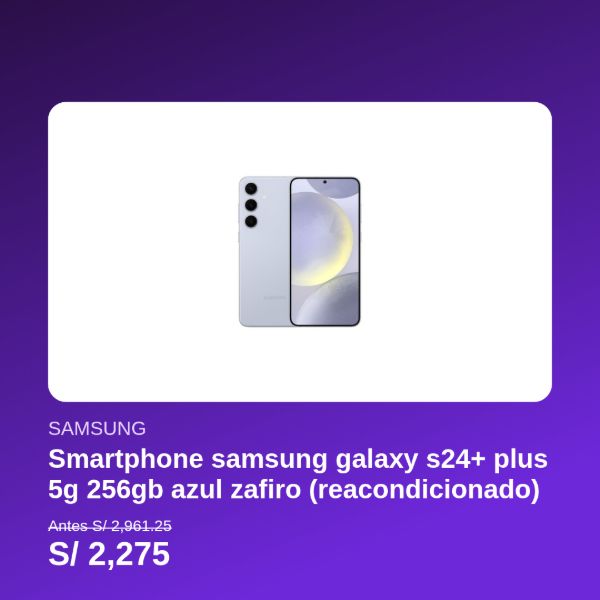 SAMSUNG
Smartphone samsung galaxy s24+ plus
5g 256gb azul zafiro (reacondicionado)
Antes S/ 2,961.25
S/ 2,275